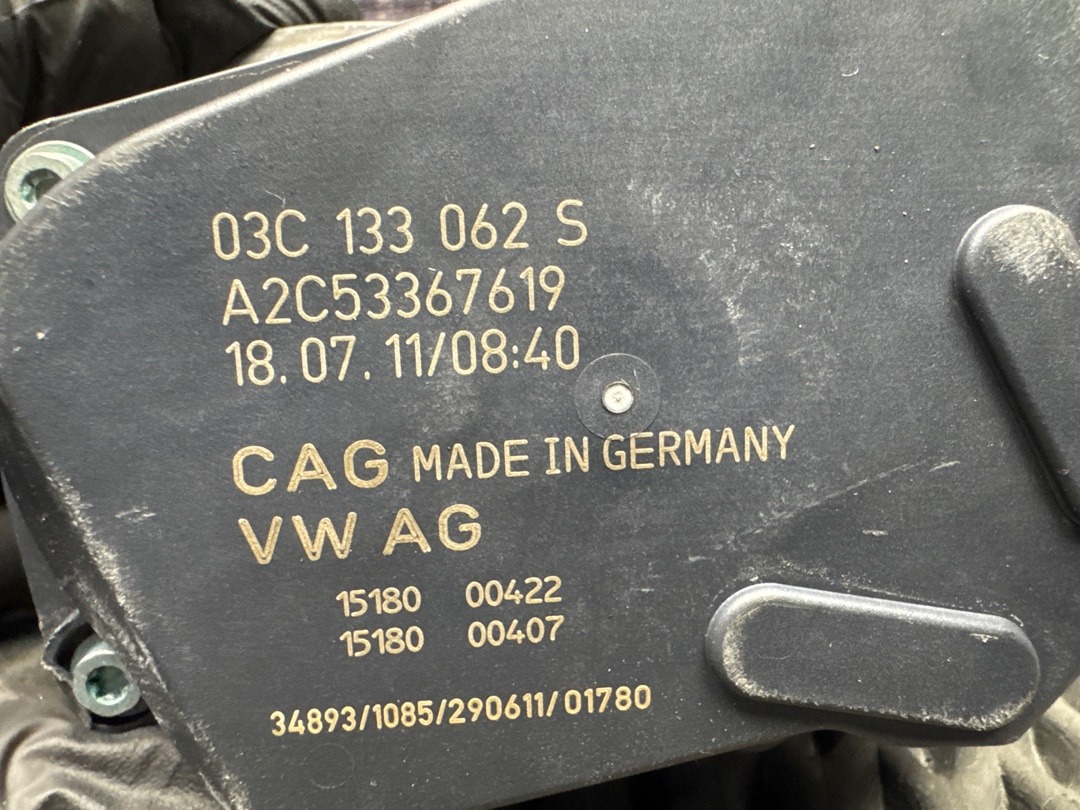 03C 133 062 S
A2C53367619
18.07.11/08:40
CAG MADE IN GERMANY
VW AG
15180 00422
15180 00407
34893/1085/290611/01780